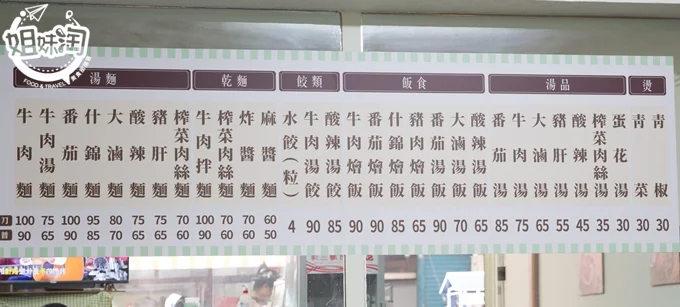 姐妹淘
FOOD & TRAVEL
湯麵
牛肉麵
牛肉湯麵
番茄麵
什錦麵
大滷麵
酸辣麵
豬肝麵
榨菜肉絲麵
乾麵
牛肉拌麵
榨菜肉絲麵
炸醬麵
麻醬麵
餃類
水餃(粒)
牛肉湯餃
酸辣湯餃
飯食
牛肉燴飯
番茄燴飯
什錦燴飯
豬肉燴飯
牛肉湯飯
大滷湯飯
酸辣湯飯
湯品
番茄湯
牛肉湯
大滷湯
豬肝湯
酸辣湯
榨菜肉絲湯
蛋花湯
燙
青菜
青椒
刀 100 75 100 95 80 75 75 70 100 70 70 60
普 90 65 90 85 70 65 65 60 90 60 60 50
4 90 85 90 90 85 65 90 70 65 85 75 65 55 45 35 30 30 30